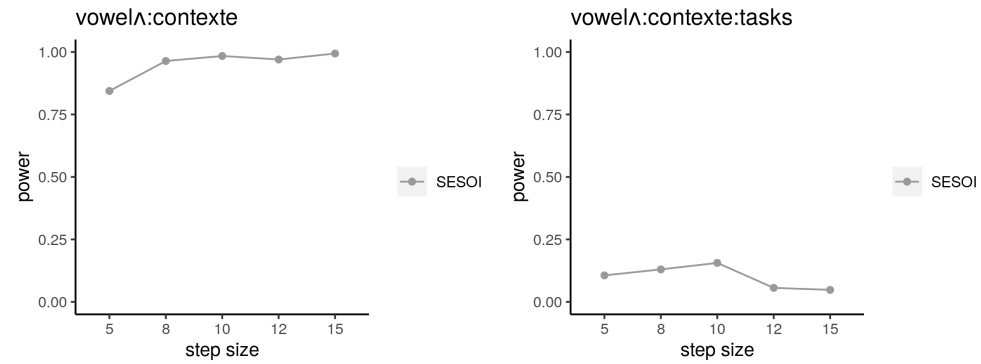 vowelʌ:contexte
1.00
0.75
0.50
0.25
0.00
power
5 8 10 12 15
step size
SESOI
vowelʌ:contexte:tasks
1.00
0.75
0.50
0.25
0.00
power
5 8 10 12 15
step size
SESOI